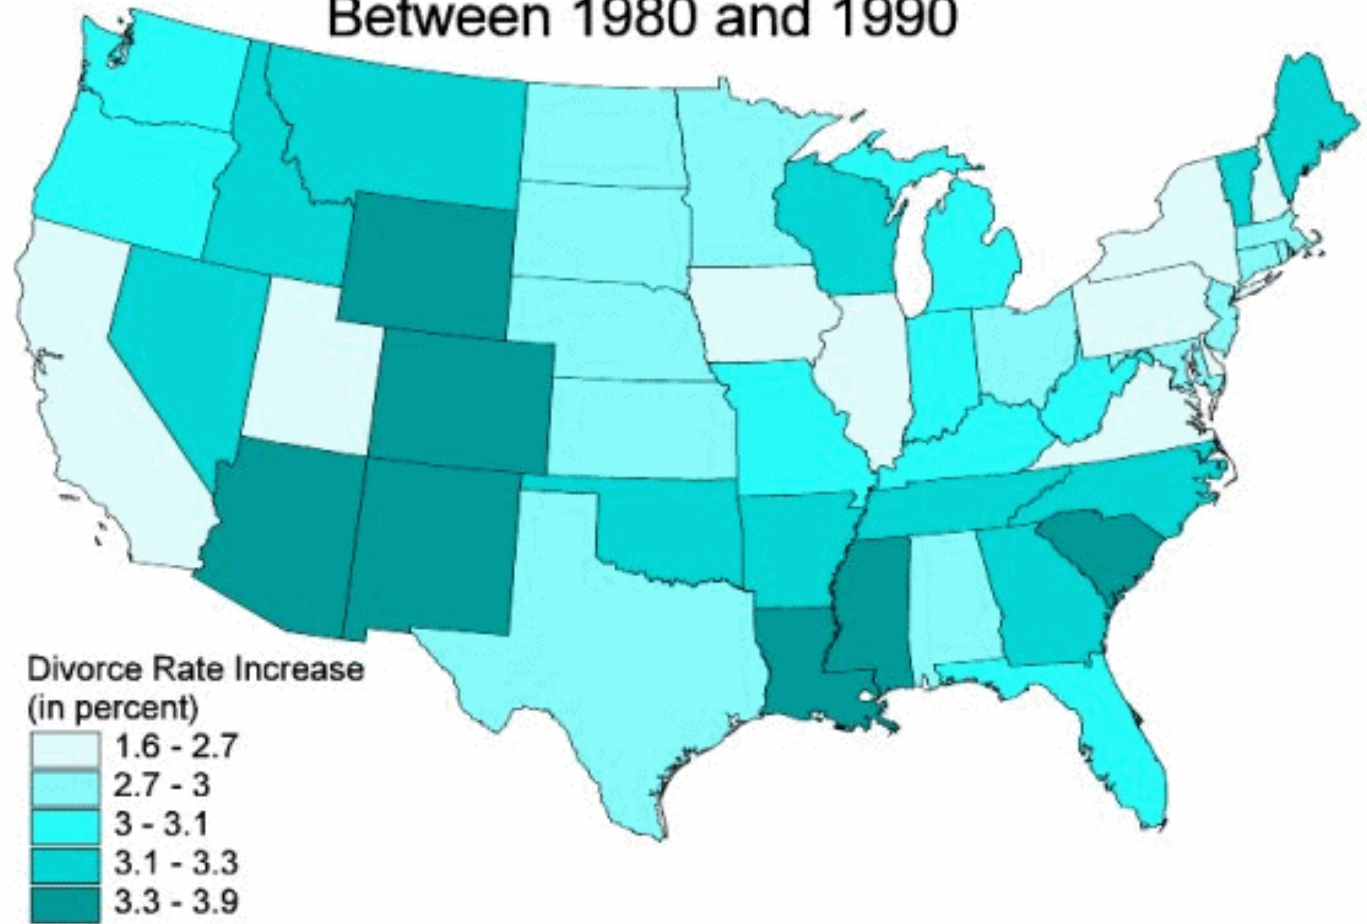 Between 1980 and 1990
Divorce Rate Increase
(in percent)
1.6 - 2.7
2.7 - 3
3 - 3.1
3.1 - 3.3
3.3 - 3.9